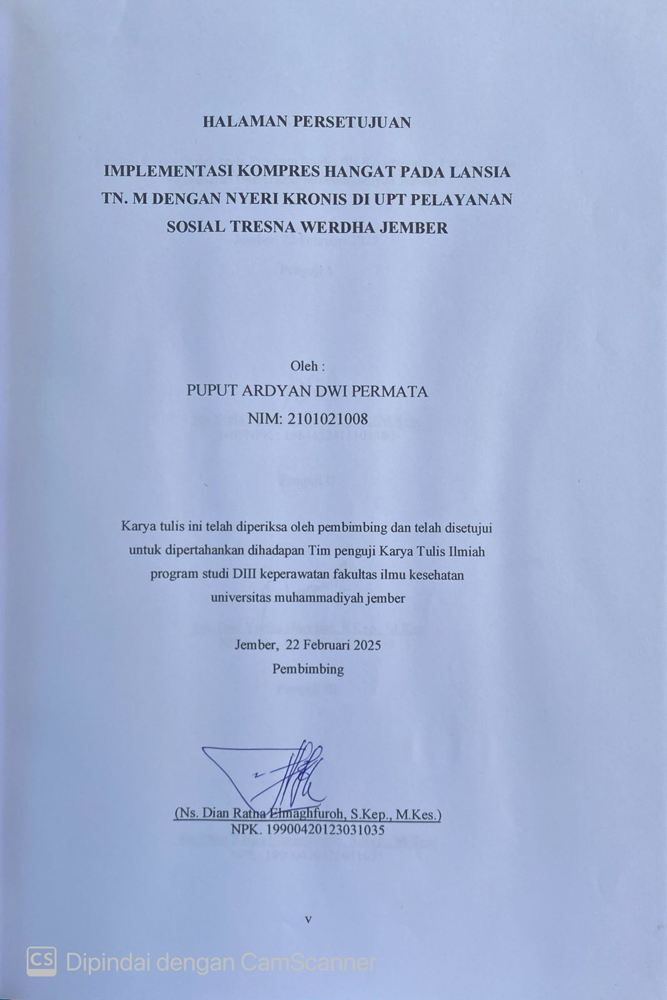 HALAMAN PERSETUJUAN
IMPLEMENTASI KOMPRES HANGAT PADA LANSIA
TN. M DENGAN NYERI KRONIS DI UPT PELAYANAN
SOSIAL TRESNA WERDHA JEMBER
Oleh :
PUPUT ARDYAN DWI PERMATA
NIM: 2101021008
Karya tulis ini telah diperiksa oleh pembimbing dan telah disetujui
untuk dipertahankan dihadapan Tim penguji Karya Tulis Ilmiah
program studi DIII keperawatan fakultas ilmu kesehatan
universitas muhammadiyah jember
Jember, 22 Februari 2025
Pembimbing
(Ns. Dian Ratna Elmaghfuroh, S.Kep., M.Kes.)
NPK. 19900420123031035
v
CS Dipindai dengan CamScanner